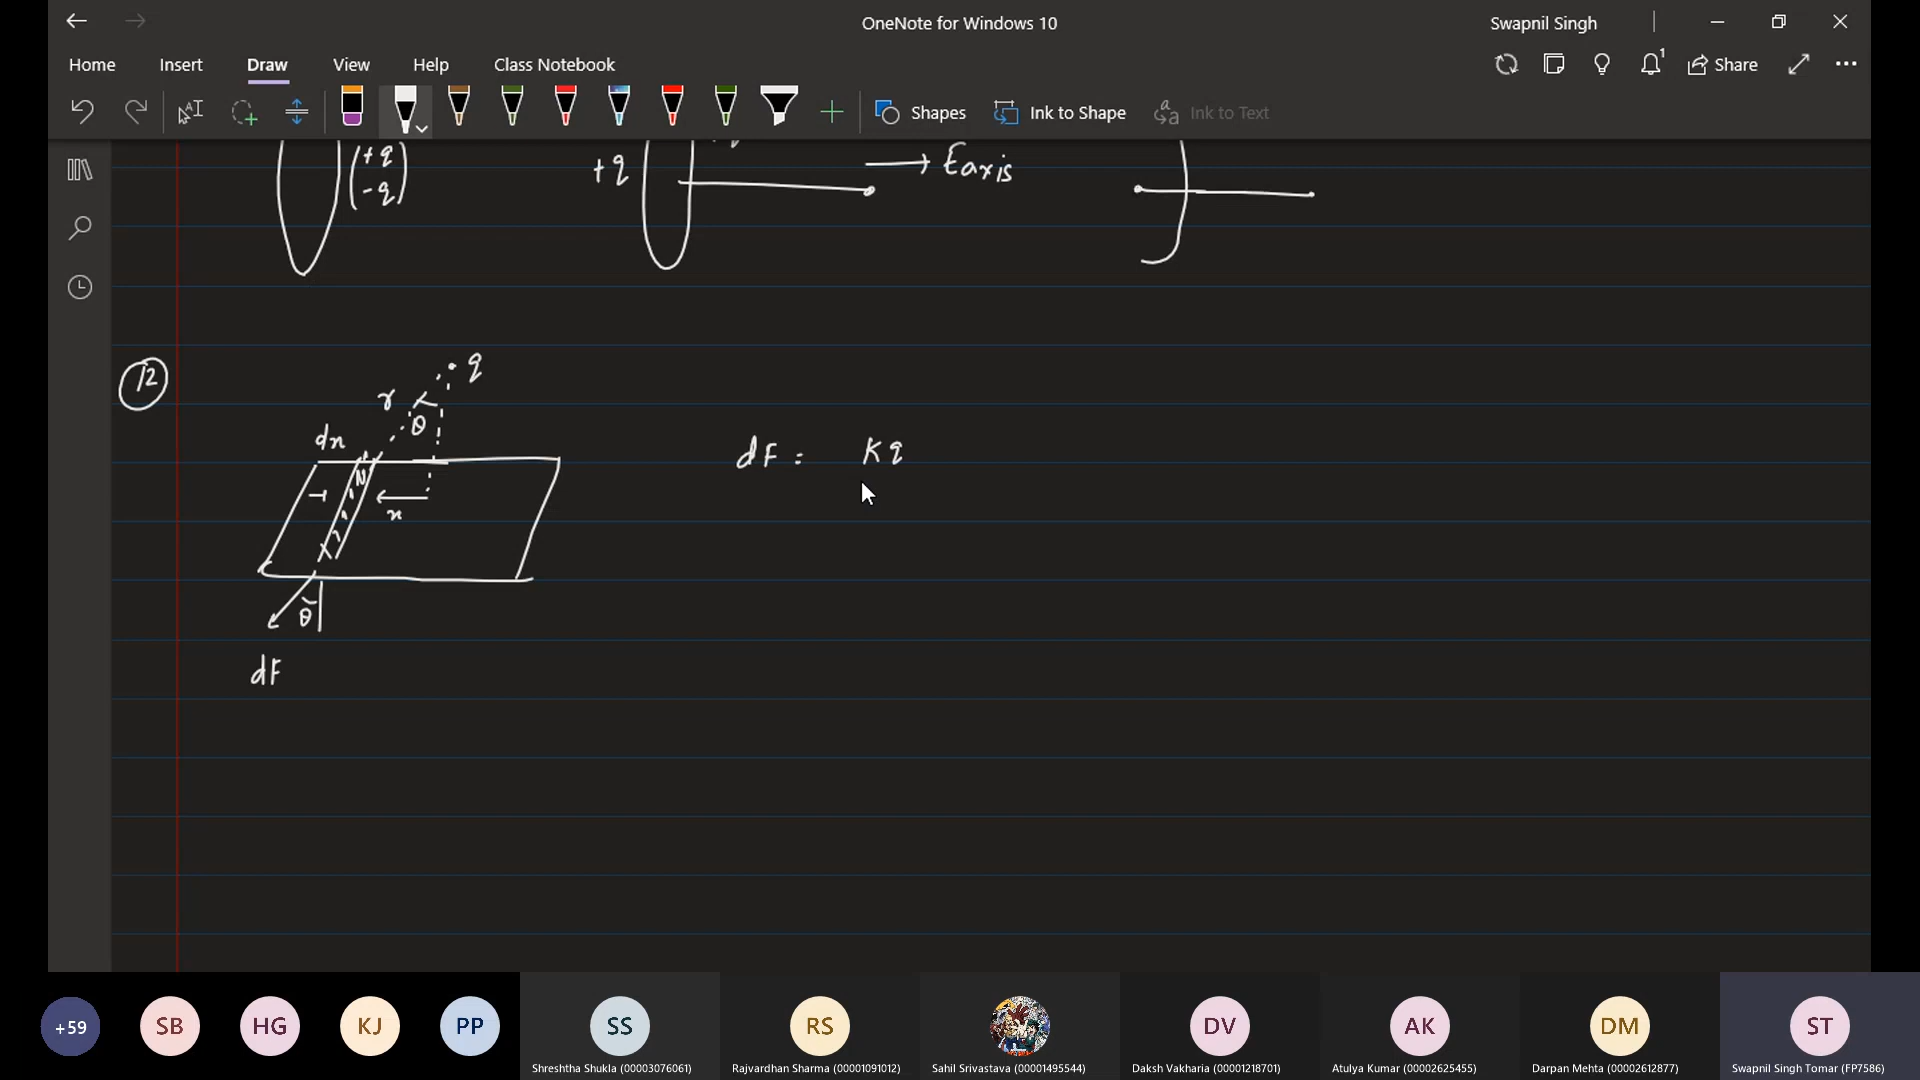 OneNote for Windows 10
Swapnil Singh
Home Insert Draw View Help Class Notebook
1
Share
Shapes Ink to Shape Ink to Text
+q
-q
+q
→ Eaxis
12
q
r
θ
dx
x
dF = Kq
θ
dF
+59 SB HG KJ PP SS RS DV AK DM ST
Shreshtha Shukla (00003076061) Rajvardhan Sharma (00001091012) Sahil Srivastava (00001495544) Daksh Vakharia (00001218701) Atulya Kumar (00002625455) Darpan Mehta (00002612877) Swapnil Singh Tomar (FP7586)